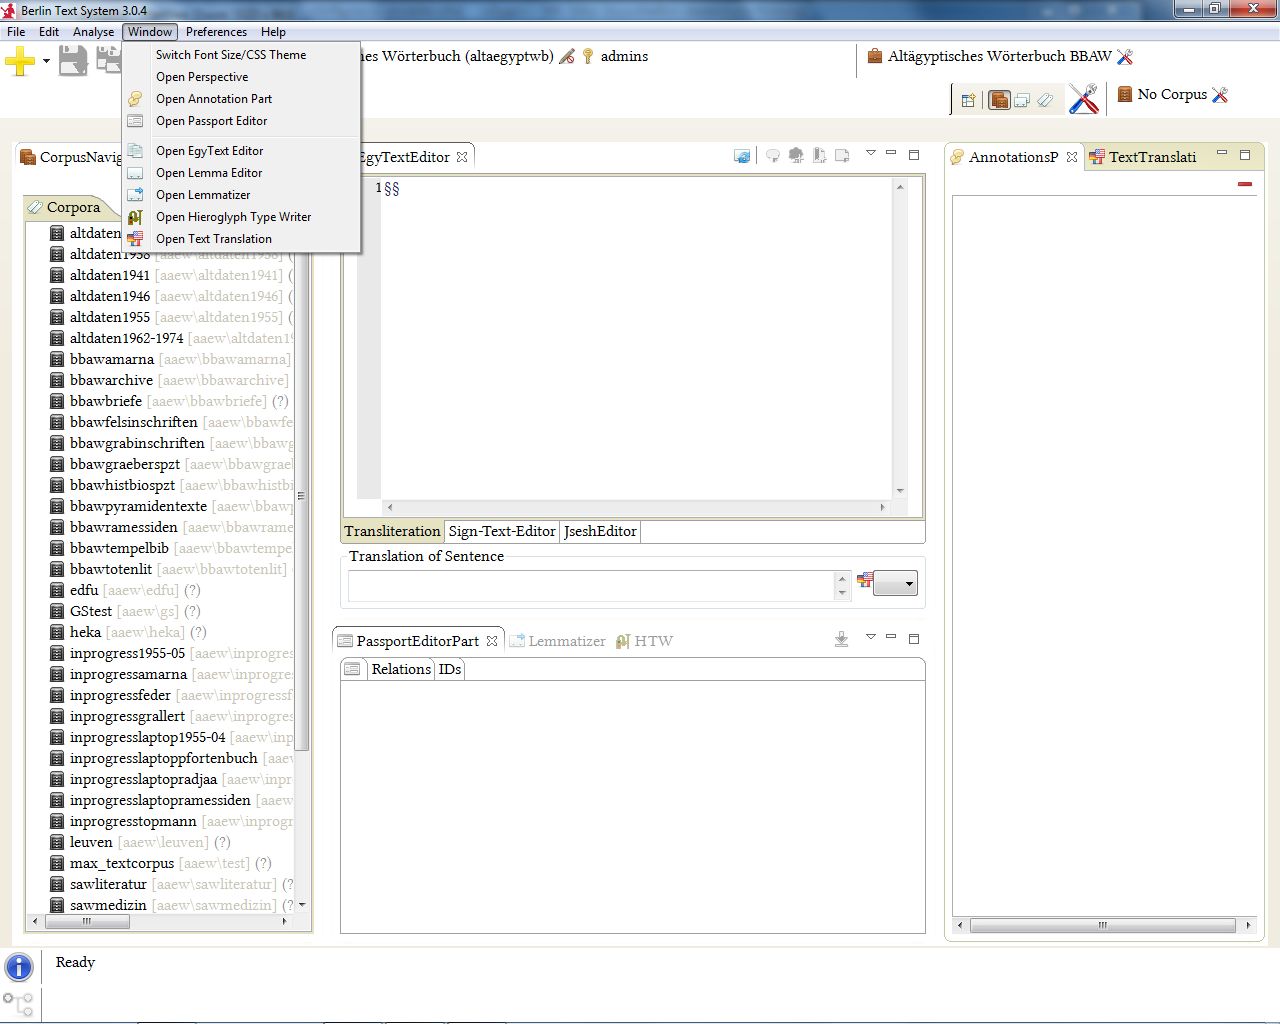 Berlin Text System 3.0.4
File Edit Analyse Window Preferences Help
Switch Font Size/CSS Theme
Open Perspective
Open Annotation Part
Open Passport Editor
Open EgyText Editor
Open Lemma Editor
Open Lemmatizer
Open Hieroglyph Type Writer
Open Text Translation
hes Wörterbuch (altaegyptwb) admins
Altägyptisches Wörterbuch BBAW
No Corpus
CorpusNavig
Corpora
altdaten
altdaten1938 [aaew\altdaten1938] (
altdaten1941 [aaew\altdaten1941] (
altdaten1946 [aaew\altdaten1946] (
altdaten1955 [aaew\altdaten1955] (
altdaten1962-1974 [aaew\altdaten19
bbawamarna [aaew\bbawamarna]
bbawarchive [aaew\bbawarchive]
bbawbriefe [aaew\bbawbriefe] (?)
bbawfelsinschriften [aaew\bbawfe
bbawgrabinschriften [aaew\bbawg
bbawgraeberspzt [aaew\bbawgrael
bbawhistbiospzt [aaew\bbawhistbi
bbawpyramidentexte [aaew\bbawp
bbawramessiden [aaew\bbawrame
bbawtempelbib [aaew\bbawtempe
bbawtotenlit [aaew\bbawtotenlit]
edfu [aaew\edfu] (?)
GStest [aaew\gs] (?)
heka [aaew\heka] (?)
inprogress1955-05 [aaew\inprogres
inprogressamarna [aaew\inprogres
inprogressfeder [aaew\inprogressf
inprogressgrallert [aaew\inprogres
inprogresslaptop1955-04 [aaew\inp
inprogresslaptoppfortenbuch [aaew
inprogresslaptopradjaa [aaew\inpr
inprogresslaptopramessiden [aaew
inprogresstopmann [aaew\inprogr
leuven [aaew\leuven] (?)
max_textcorpus [aaew\test] (?)
sawliteratur [aaew\sawliteratur] (?
sawmedizin [aaew\sawmedizin] (?
EgyTextEditor
1 §§
Transliteration Sign-Text-Editor JseshEditor
Translation of Sentence
PassportEditorPart Lemmatizer HTW
Relations IDs
AnnotationsP TextTranslati
Ready